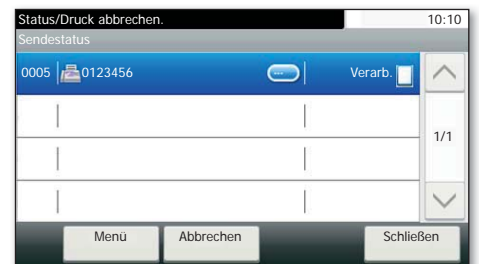 Status/Druck abbrechen. 10:10
Sendestatus
0005 0123456 Verarb.
1/1
Menü Abbrechen Schließen